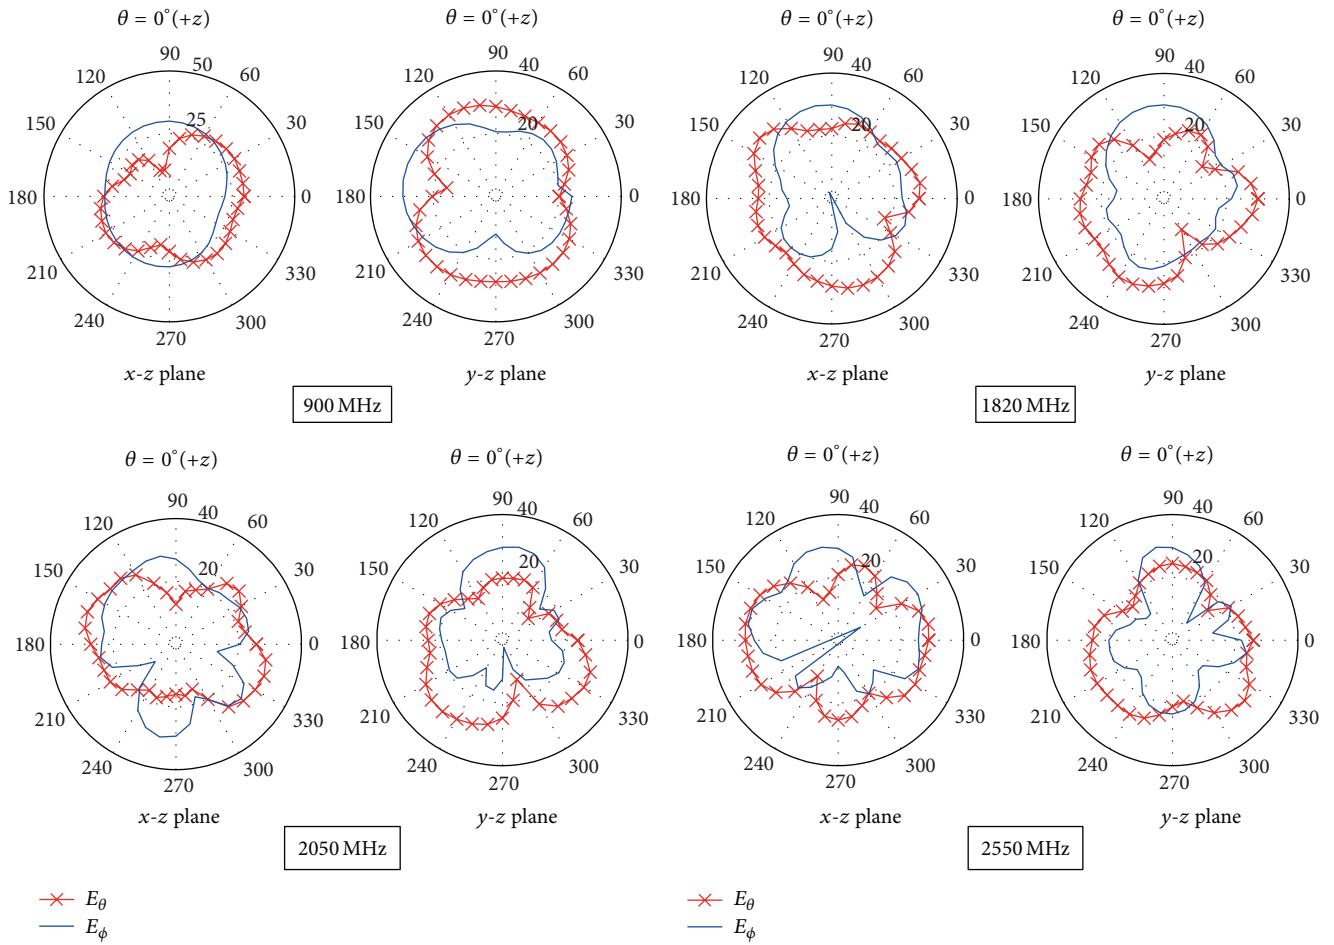 θ = 0°(+z) θ = 0°(+z) θ = 0°(+z) θ = 0°(+z)
90 50 120 60 25 150 30 180 0 210 330 240 300 270
90 40 120 60 20 150 30 180 0 210 330 240 300 270
90 40 120 60 20 150 30 180 0 210 330 240 300 270
90 40 120 60 20 150 30 180 0 210 330 240 300 270
x-z plane y-z plane x-z plane y-z plane
900 MHz 1820 MHz
θ = 0°(+z) θ = 0°(+z) θ = 0°(+z) θ = 0°(+z)
90 40 120 60 20 150 30 180 0 210 330 240 300 270
90 40 120 60 20 150 30 180 0 210 330 240 300 270
90 40 120 60 20 150 30 180 0 210 330 240 300 270
90 40 120 60 20 150 30 180 0 210 330 240 300 270
x-z plane y-z plane x-z plane y-z plane
2050 MHz 2550 MHz
E_θ E_θ
E_ϕ E_ϕ